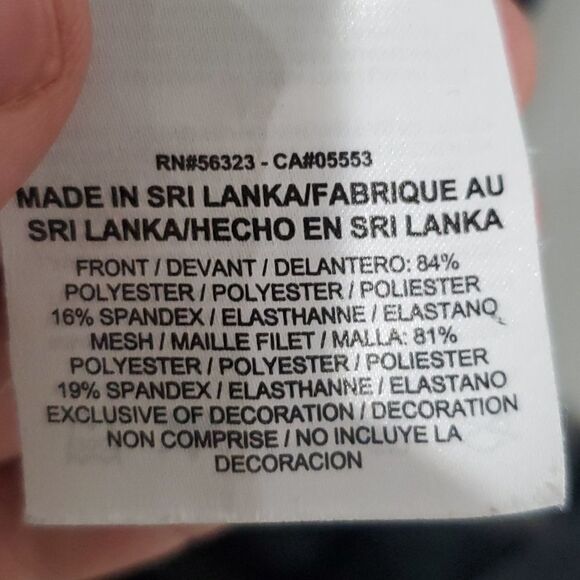 RN#56323 - CA#05553
MADE IN SRI LANKA/FABRIQUE AU
SRI LANKA/HECHO EN SRI LANKA
FRONT / DEVANT / DELANTERO: 84%
POLYESTER / POLYESTER / POLIESTER
16% SPANDEX / ELASTHANNE / ELASTANO
MESH / MAILLE FILET / MALLA: 81%
POLYESTER / POLYESTER / POLIESTER
19% SPANDEX / ELASTHANNE / ELASTANO
EXCLUSIVE OF DECORATION / DECORATION
NON COMPRISE / NO INCLUYE LA
DECORACION